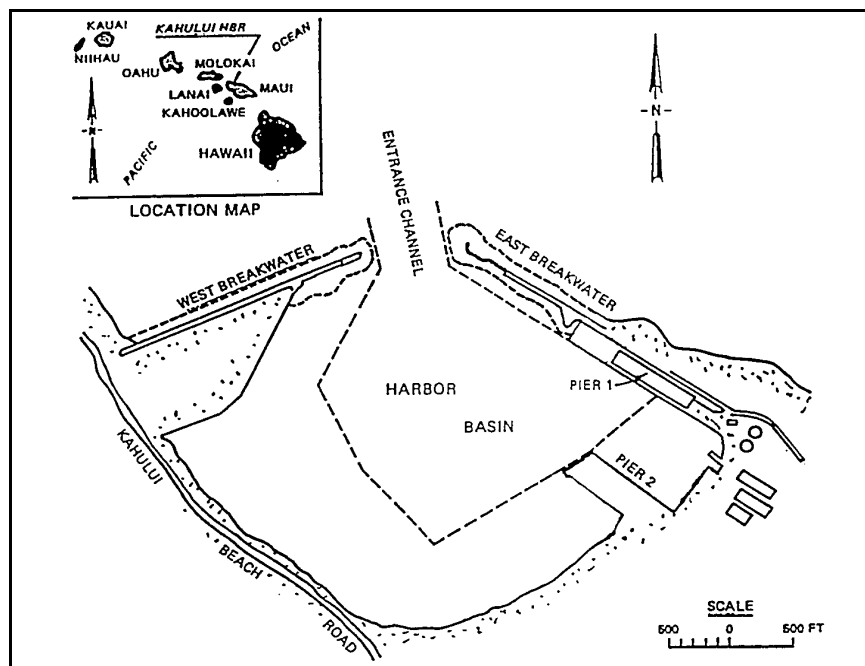 KAUAI
KAHULUI HBR
OCEAN
NIIHAU
OAHU
MOLOKAI
LANAI
MAUI
KAHOOLAWE
-N-
HAWAII
PACIFIC
LOCATION MAP
-N-
ENTRANCE CHANNEL
WEST BREAKWATER
EAST BREAKWATER
HARBOR
BASIN
PIER 1
PIER 2
KAHULUI
BEACH
ROAD
SCALE
500 0 500 FT